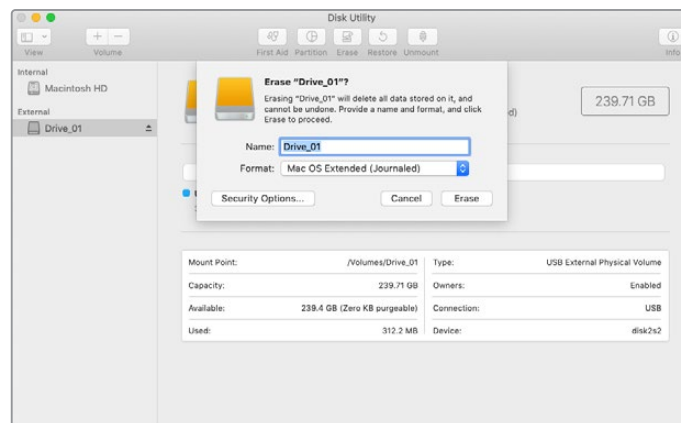 Disk Utility
View
Volume
First Aid
Partition
Erase
Restore
Unmount
Info
Internal
Macintosh HD
External
Drive_01
Erase "Drive_01"?
Erasing "Drive_01" will delete all data stored on it, and
cannot be undone. Provide a name and format, and click
Erase to proceed.
Name: Drive_01
Format: Mac OS Extended (Journaled)
Security Options...
Cancel
Erase
d)
239.71 GB
Mount Point: /Volumes/Drive_01
Type: USB External Physical Volume
Capacity: 239.71 GB
Owners: Enabled
Available: 239.4 GB (Zero KB purgeable)
Connection: USB
Used: 312.2 MB
Device: disk2s2